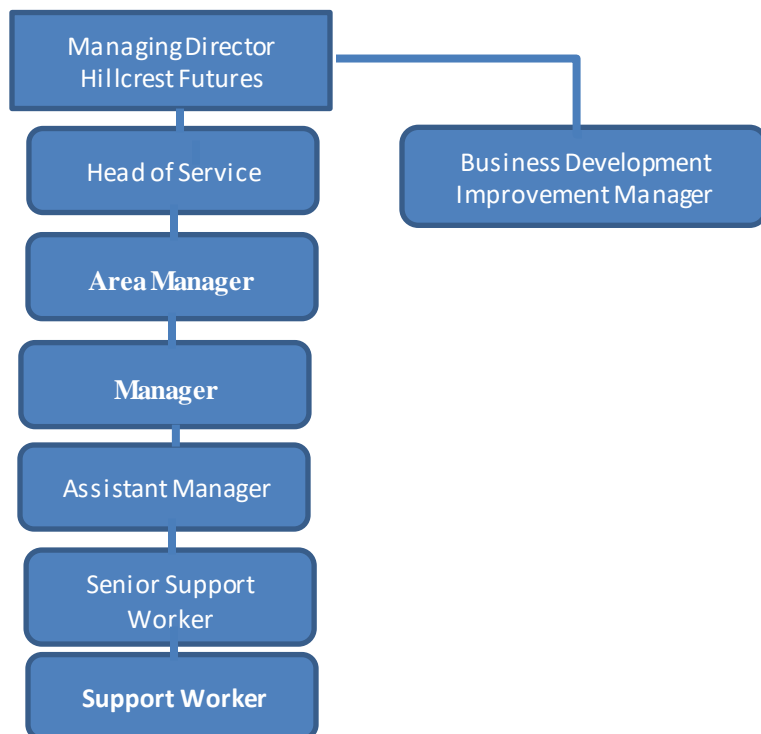 Managing Director
Hillcrest Futures
Head of Service
Business Development
Improvement Manager
Area Manager
Manager
Assistant Manager
Senior Support
Worker
Support Worker